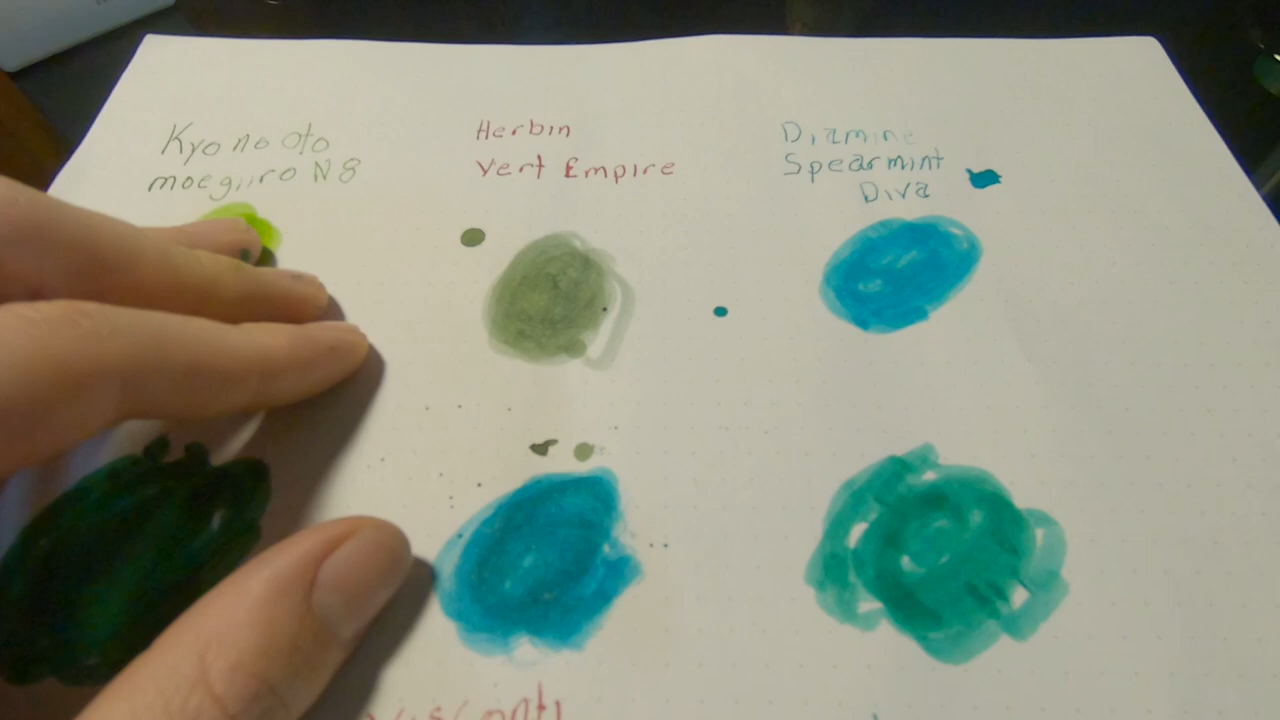 Kyo no oto
moegiiro N8
Herbin
Vert Empire
Diamine
Spearmint
Diva